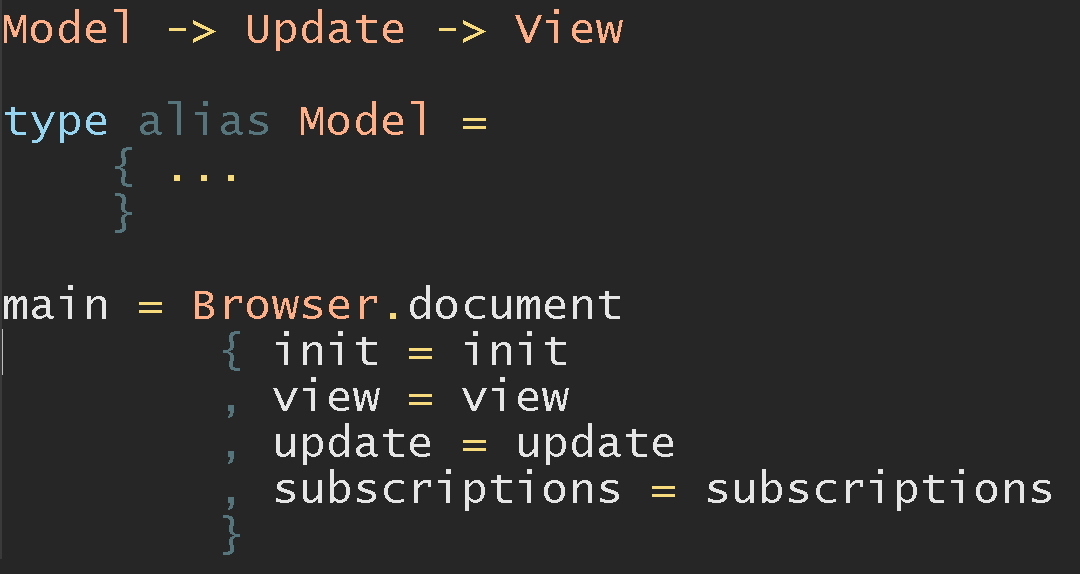 Model -> Update -> View
type alias Model =
{ ...
}
main = Browser.document
{ init = init
, view = view
, update = update
, subscriptions = subscriptions
}